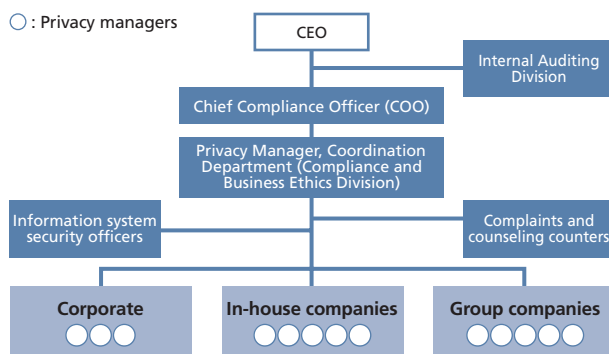 : Privacy managers
CEO
Internal Auditing
Division
Chief Compliance Officer (COO)
Privacy Manager, Coordination
Department (Compliance and
Business Ethics Division)
Information system
security officers
Complaints and
counseling counters
Corporate
In-house companies
Group companies